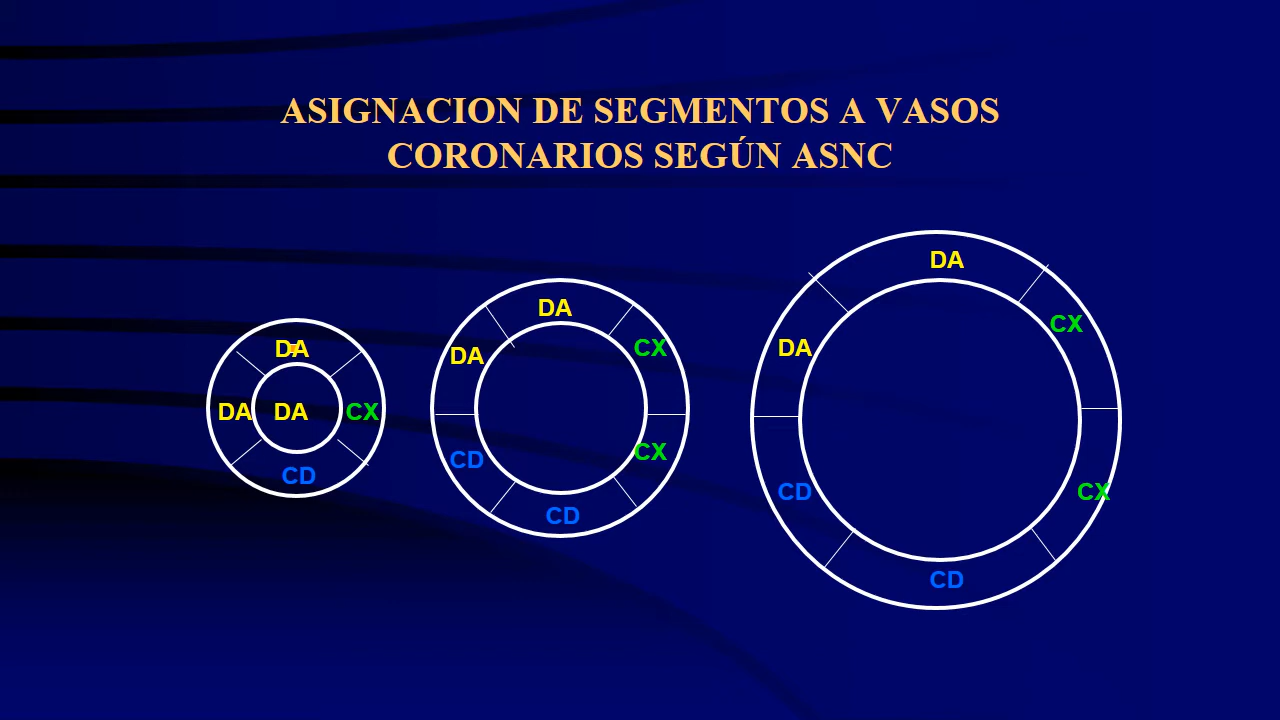 ASIGNACION DE SEGMENTOS A VASOS
CORONARIOS SEGÚN ASNC
DA
DA
DA
CX
CD
DA
DA
CX
CD
CX
CD
DA
DA
CX
CD
CX
CD